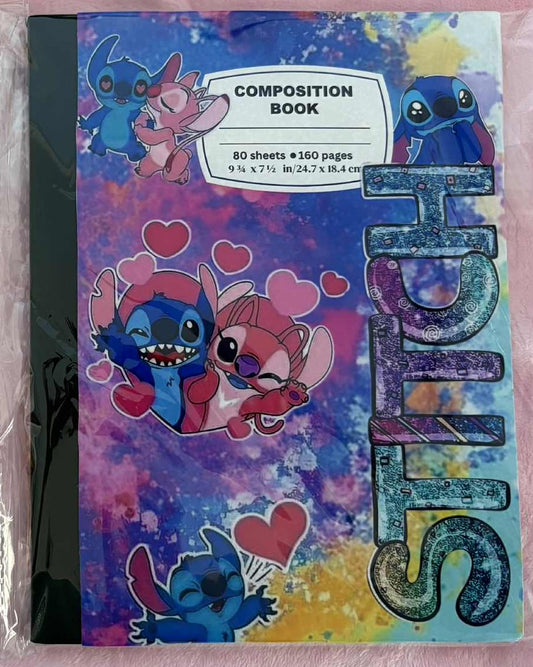 COMPOSITION
BOOK
80 sheets ● 160 pages
9 ¾ x 7 ½ in/24.7 x 18.4 cm
STITCH